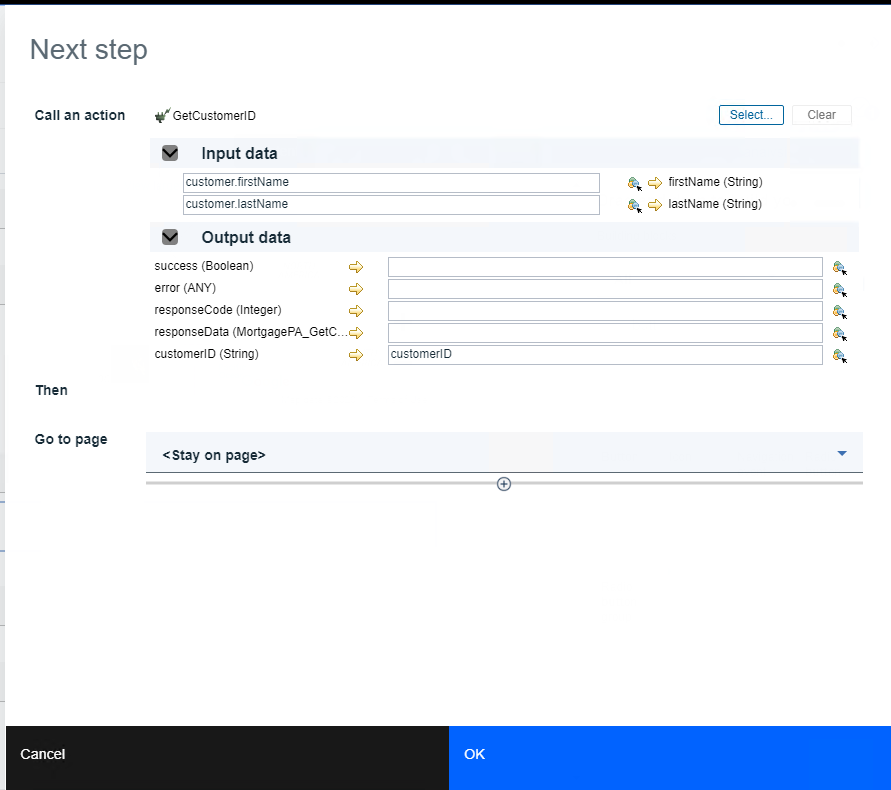 Next step
Call an action GetCustomerID Select... Clear
Input data
customer.firstName firstName (String)
customer.lastName lastName (String)
Output data
success (Boolean)
error (ANY)
responseCode (Integer)
responseData (MortgagePA_GetC...
customerID (String) customerID
Then
Go to page
<Stay on page>
Cancel OK